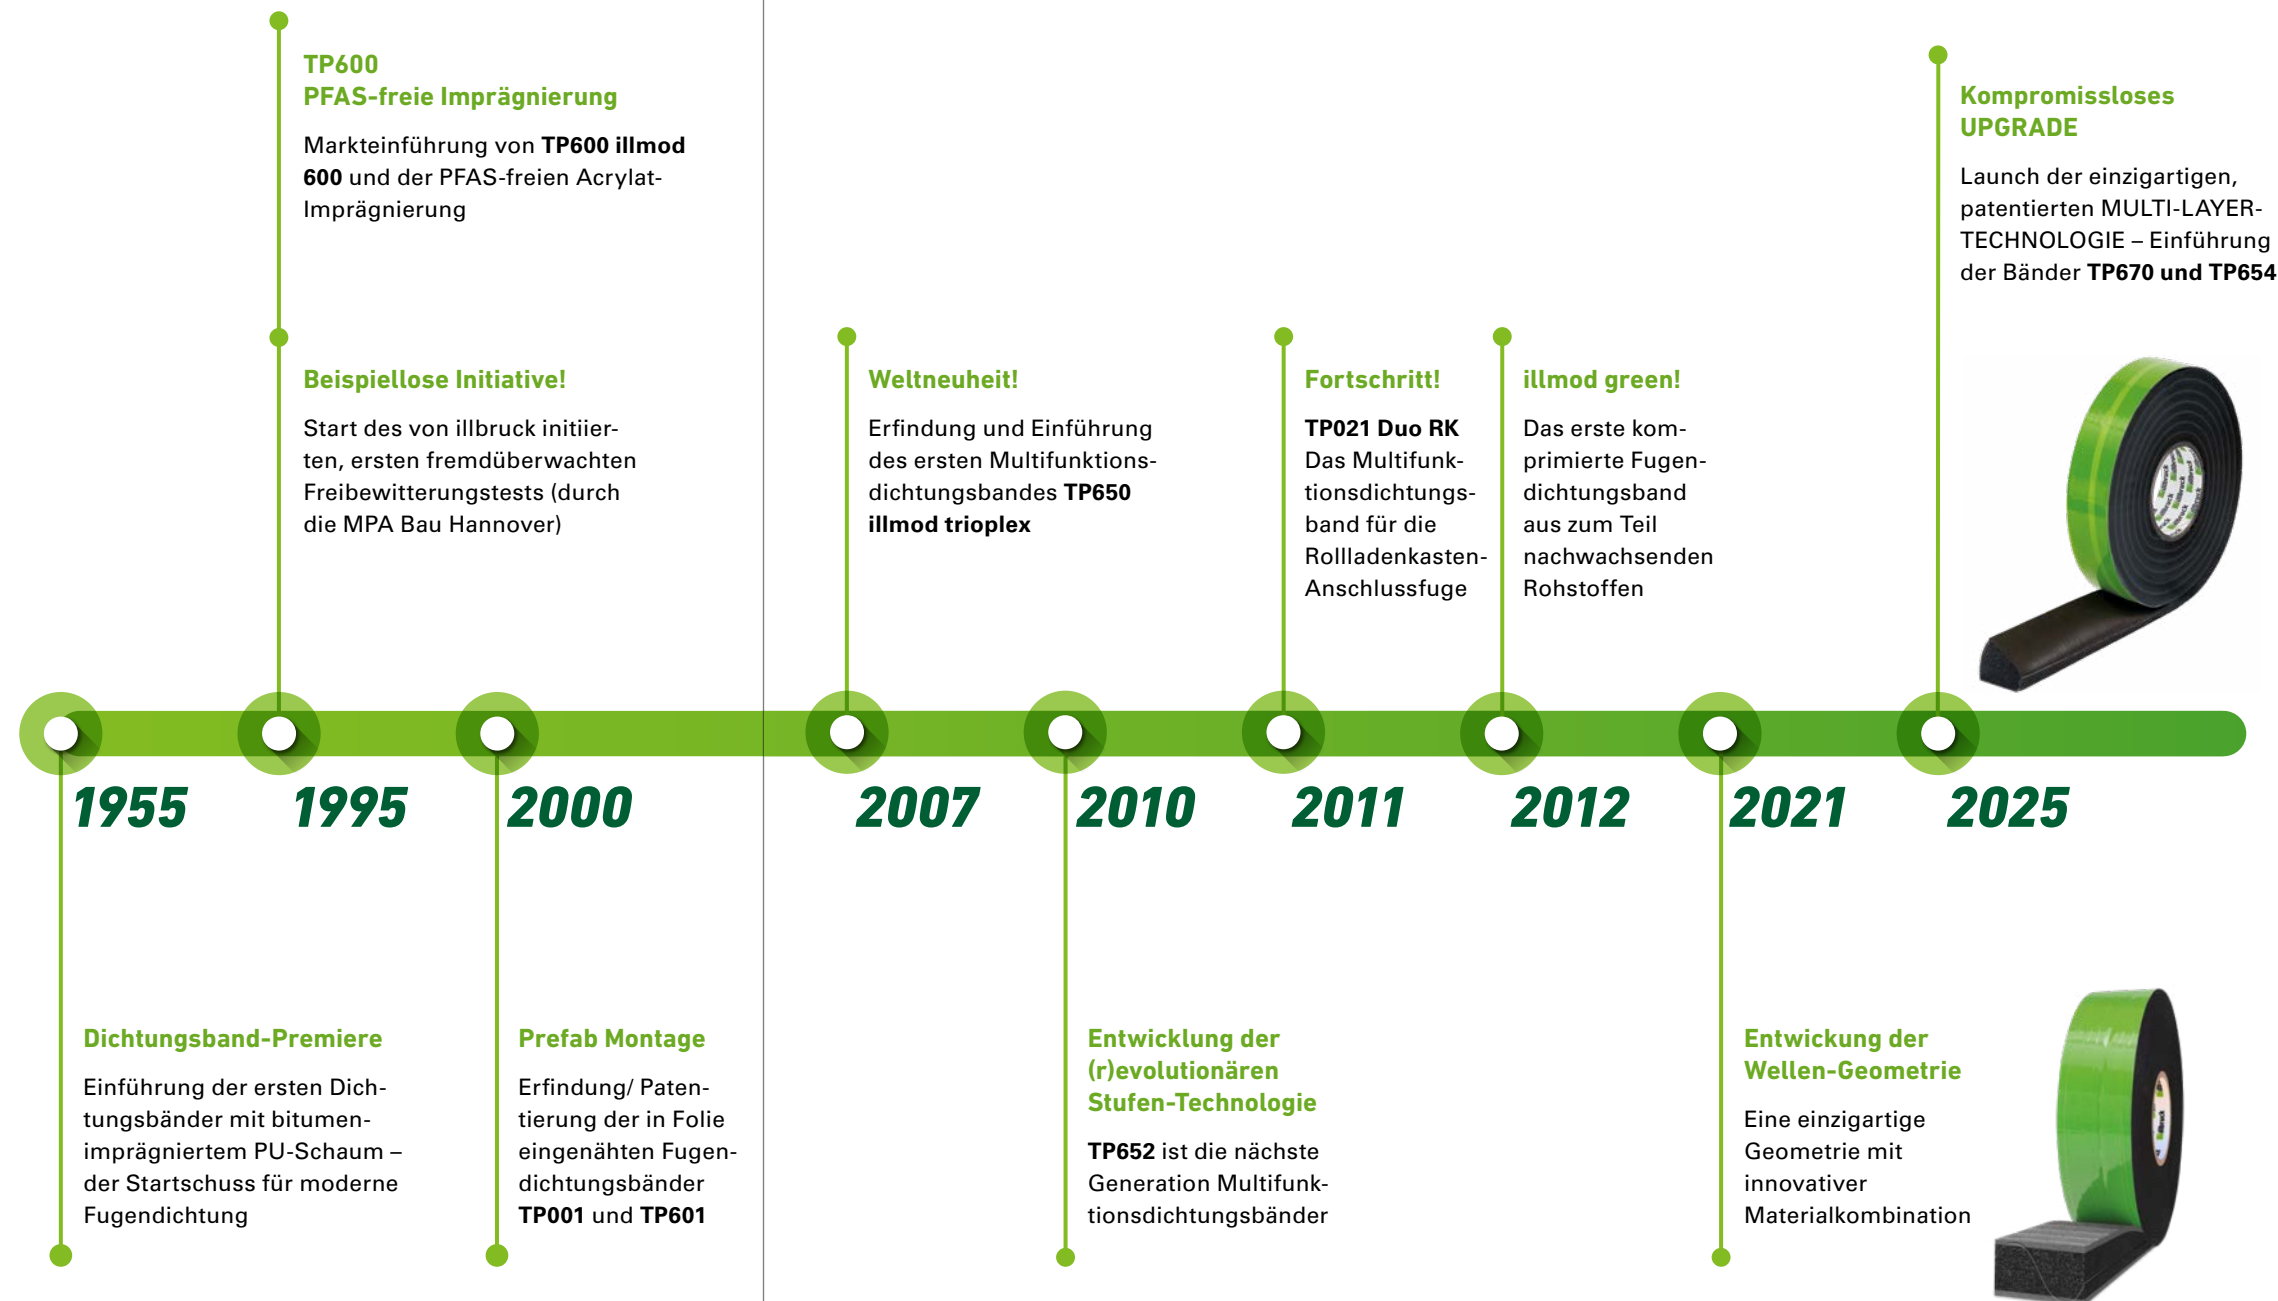 TP600
PFAS-freie Imprägnierung
Markteinführung von TP600 illmod
600 und der PFAS-freien Acrylat-
Imprägnierung
Kompromissloses
UPGRADE
Launch der einzigartigen,
patentierten MULTI-LAYER-
TECHNOLOGIE – Einführung
der Bänder TP670 und TP654
Beispiellose Initiative!
Start des von illbruck initiier-
ten, ersten fremdüberwachten
Freibewitterungstests (durch
die MPA Bau Hannover)
Weltneuheit!
Erfindung und Einführung
des ersten Multifunktions-
dichtungsbandes TP650
illmod trioplex
Fortschritt!
TP021 Duo RK
Das Multifunk-
tionsdichtungs-
band für die
Rollladenkasten-
Anschlussfuge
illmod green!
Das erste kom-
primierte Fugen-
dichtungsband
aus zum Teil
nachwachsenden
Rohstoffen
1955
1995
2000
2007
2010
2011
2012
2021
2025
Dichtungsband-Premiere
Einführung der ersten Dich-
tungsbänder mit bitumen-
imprägniertem PU-Schaum –
der Startschuss für moderne
Fugendichtung
Prefab Montage
Erfindung/ Paten-
tierung der in Folie
eingenähten Fugen-
dichtungsbänder
TP001 und TP601
Entwicklung der
(r)evolutionären
Stufen-Technologie
TP652 ist die nächste
Generation Multifunk-
tionsdichtungsbänder
Entwickung der
Wellen-Geometrie
Eine einzigartige
Geometrie mit
innovativer
Materialkombination